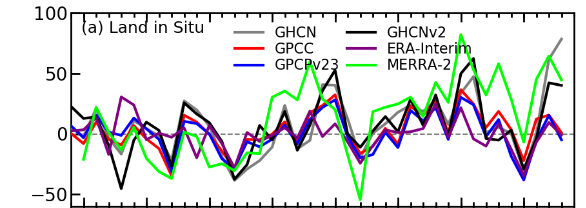 100
(a) Land in Situ
GHCN
GHCNv2
GPCC
ERA-Interim
GPCPv23
MERRA-2
50
0
−50